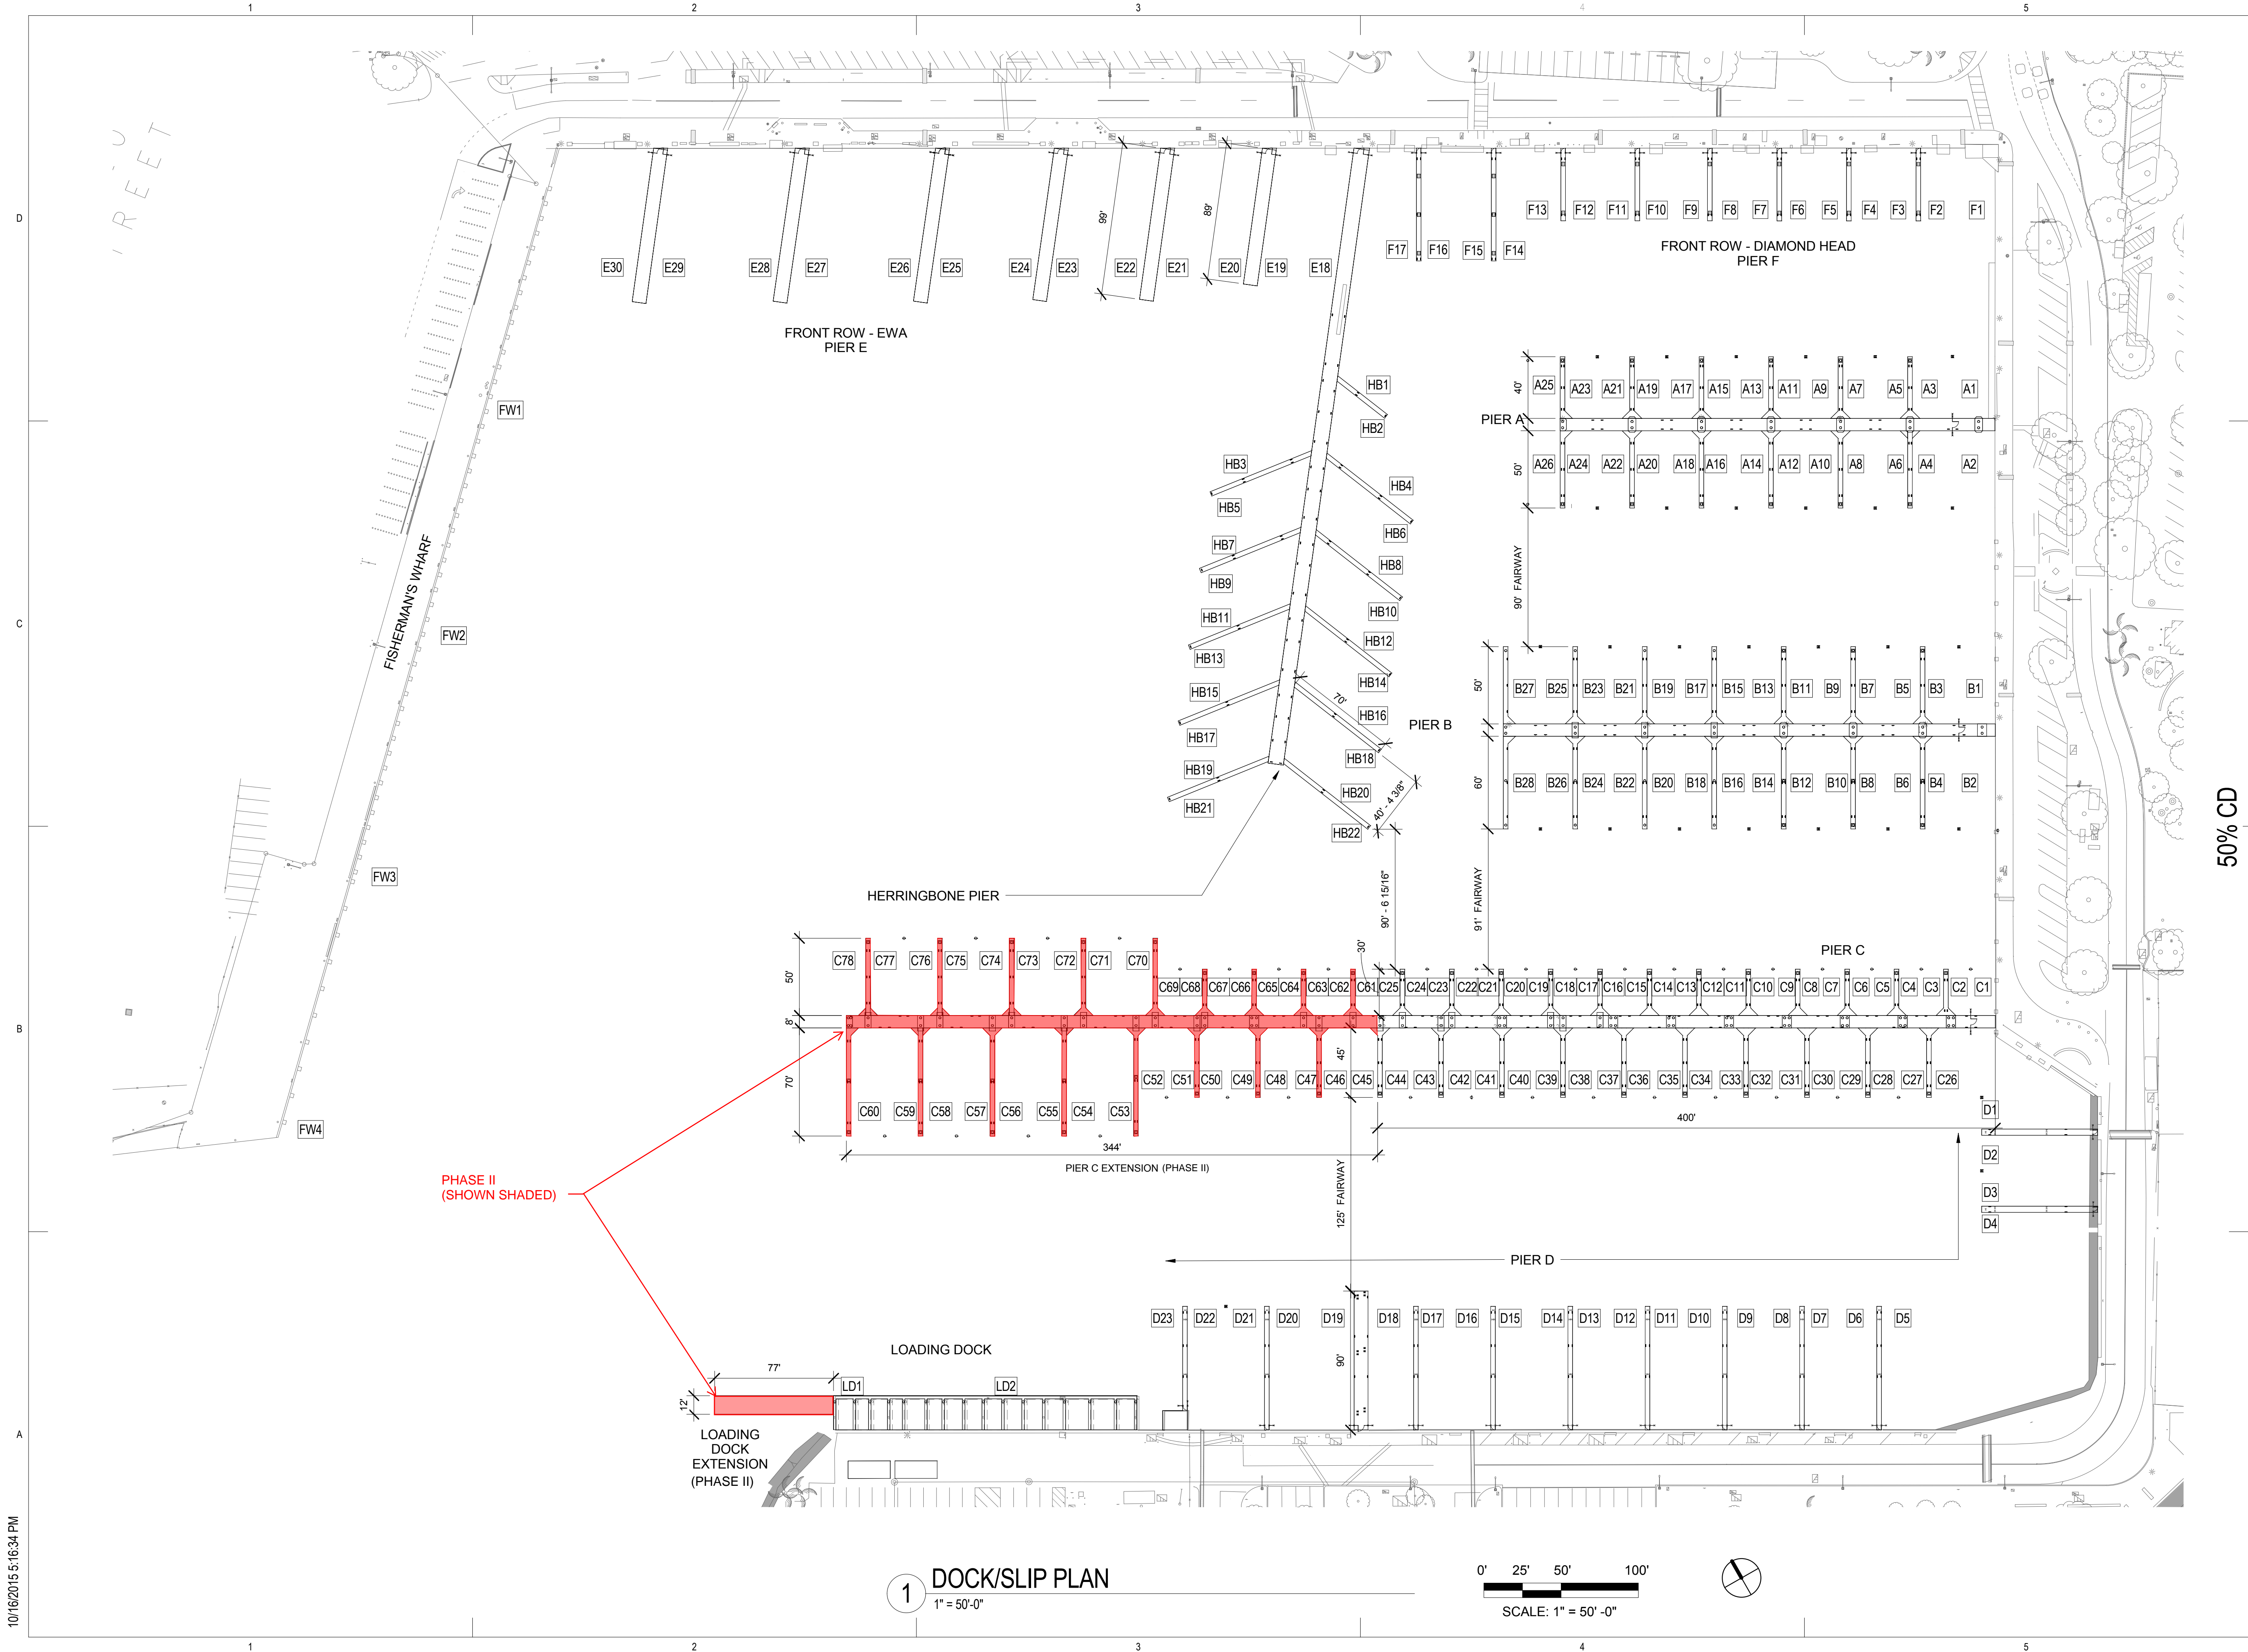 1 2 3 4 5
REET
E30 E29 E28 E27 E26 E25 E24 E23 E22 E21 E20 E19 E18
99'
89'
F17 F16 F15 F14
F13 F12 F11 F10 F9 F8 F7 F6 F5 F4 F3 F2 F1
FRONT ROW - DIAMOND HEAD
PIER F
FRONT ROW - EWA
PIER E
D
C
B
A
FW1
FW2
FW3
FW4
FISHERMAN'S WHARF
HB1
HB2
HB3
HB4
HB5
HB6
HB7
HB8
HB9
HB10
HB11
HB12
HB13
HB14
HB15
HB16
HB17
HB18
HB19
HB20
HB21
HB22
70'
40' - 4 3/8"
HERRINGBONE PIER
40'
A25 A23 A21 A19 A17 A15 A13 A11 A9 A7 A5 A3 A1
PIER A
50'
A26 A24 A22 A20 A18 A16 A14 A12 A10 A8 A6 A4 A2
90' FAIRWAY
50'
B27 B25 B23 B21 B19 B17 B15 B13 B11 B9 B7 B5 B3 B1
PIER B
60'
B28 B26 B24 B22 B20 B18 B16 B14 B12 B10 B8 B6 B4 B2
90' - 6 15/16"
91' FAIRWAY
PIER C
30'
50'
C78 C77 C76 C75 C74 C73 C72 C71 C70
C69 C68 C67 C66 C65 C64 C63 C62 C61 C25 C24 C23 C22 C21 C20 C19 C18 C17 C16 C15 C14 C13 C12 C11 C10 C9 C8 C7 C6 C5 C4 C3 C2 C1
8'
70'
45'
C52 C51 C50 C49 C48 C47 C46 C45 C44 C43 C42 C41 C40 C39 C38 C37 C36 C35 C34 C33 C32 C31 C30 C29 C28 C27 C26
C60 C59 C58 C57 C56 C55 C54 C53
400'
344'
PIER C EXTENSION (PHASE II)
D1
D2
D3
D4
PHASE II
(SHOWN SHADED)
125' FAIRWAY
PIER D
D23 D22 D21 D20 D19 D18 D17 D16 D15 D14 D13 D12 D11 D10 D9 D8 D7 D6 D5
90'
LOADING DOCK
77'
LD1 LD2
12'
LOADING
DOCK
EXTENSION
(PHASE II)
50% CD
10/16/2015 5:16:34 PM
1 DOCK/SLIP PLAN
1" = 50'-0"
0' 25' 50' 100'
SCALE: 1" = 50' -0"
1 2 3 4 5